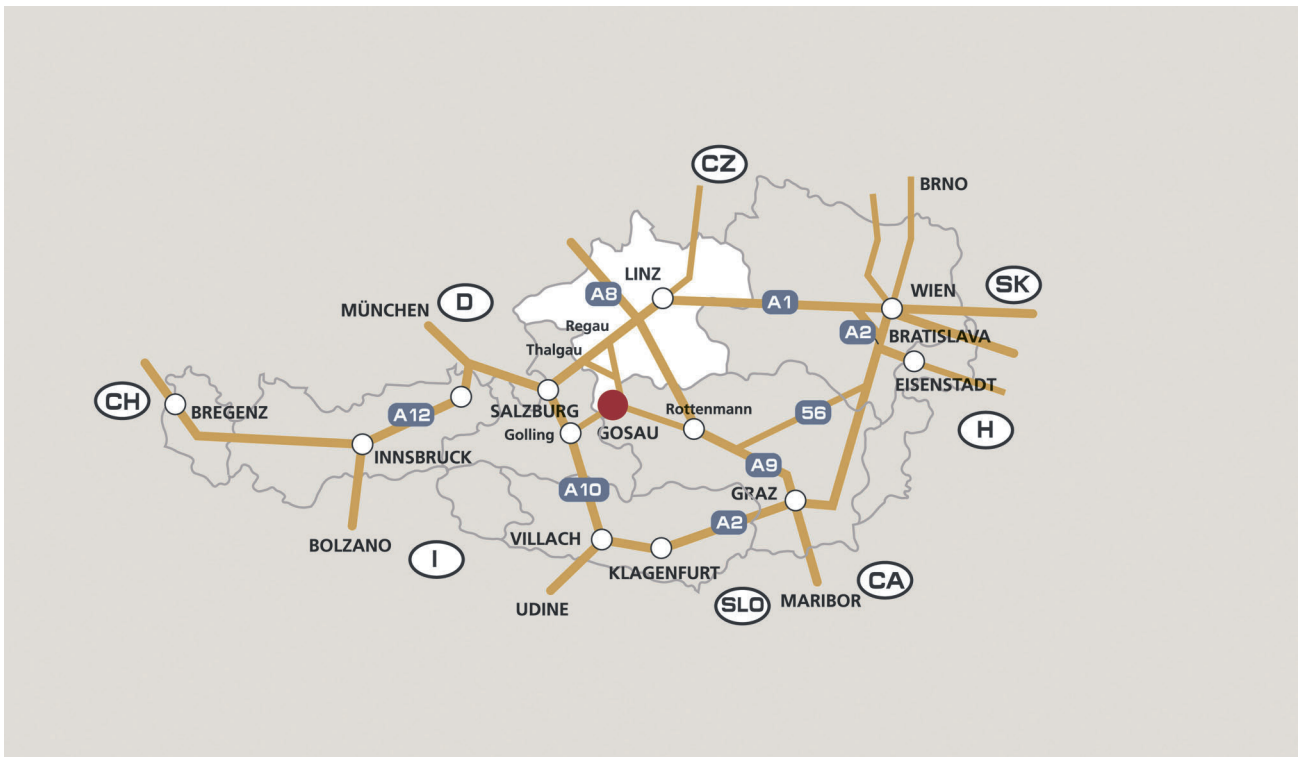 CZ
BRNO
LINZ
D
A8
A1
WIEN
SK
MÜNCHEN
Regau
A2
BRATISLAVA
Thalgau
EISENSTADT
CH
BREGENZ
A12
SALZBURG
Rottenmann
56
H
Golling
GOSAU
INNSBRUCK
A9
A10
GRAZ
A2
BOLZANO
VILLACH
I
KLAGENFURT
CA
UDINE
SLO
MARIBOR